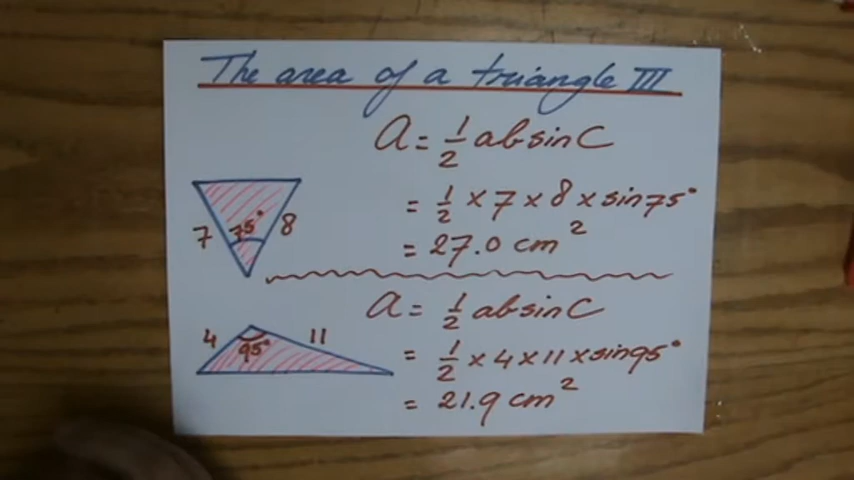 The area of a triangle III
a = 1/2 ab sin C
= 1/2 × 7 × 8 × sin 75°
= 27.0 cm²
7 75° 8
a = 1/2 ab sin C
= 1/2 × 4 × 11 × sin 95°
= 21.9 cm²
4 95° 11